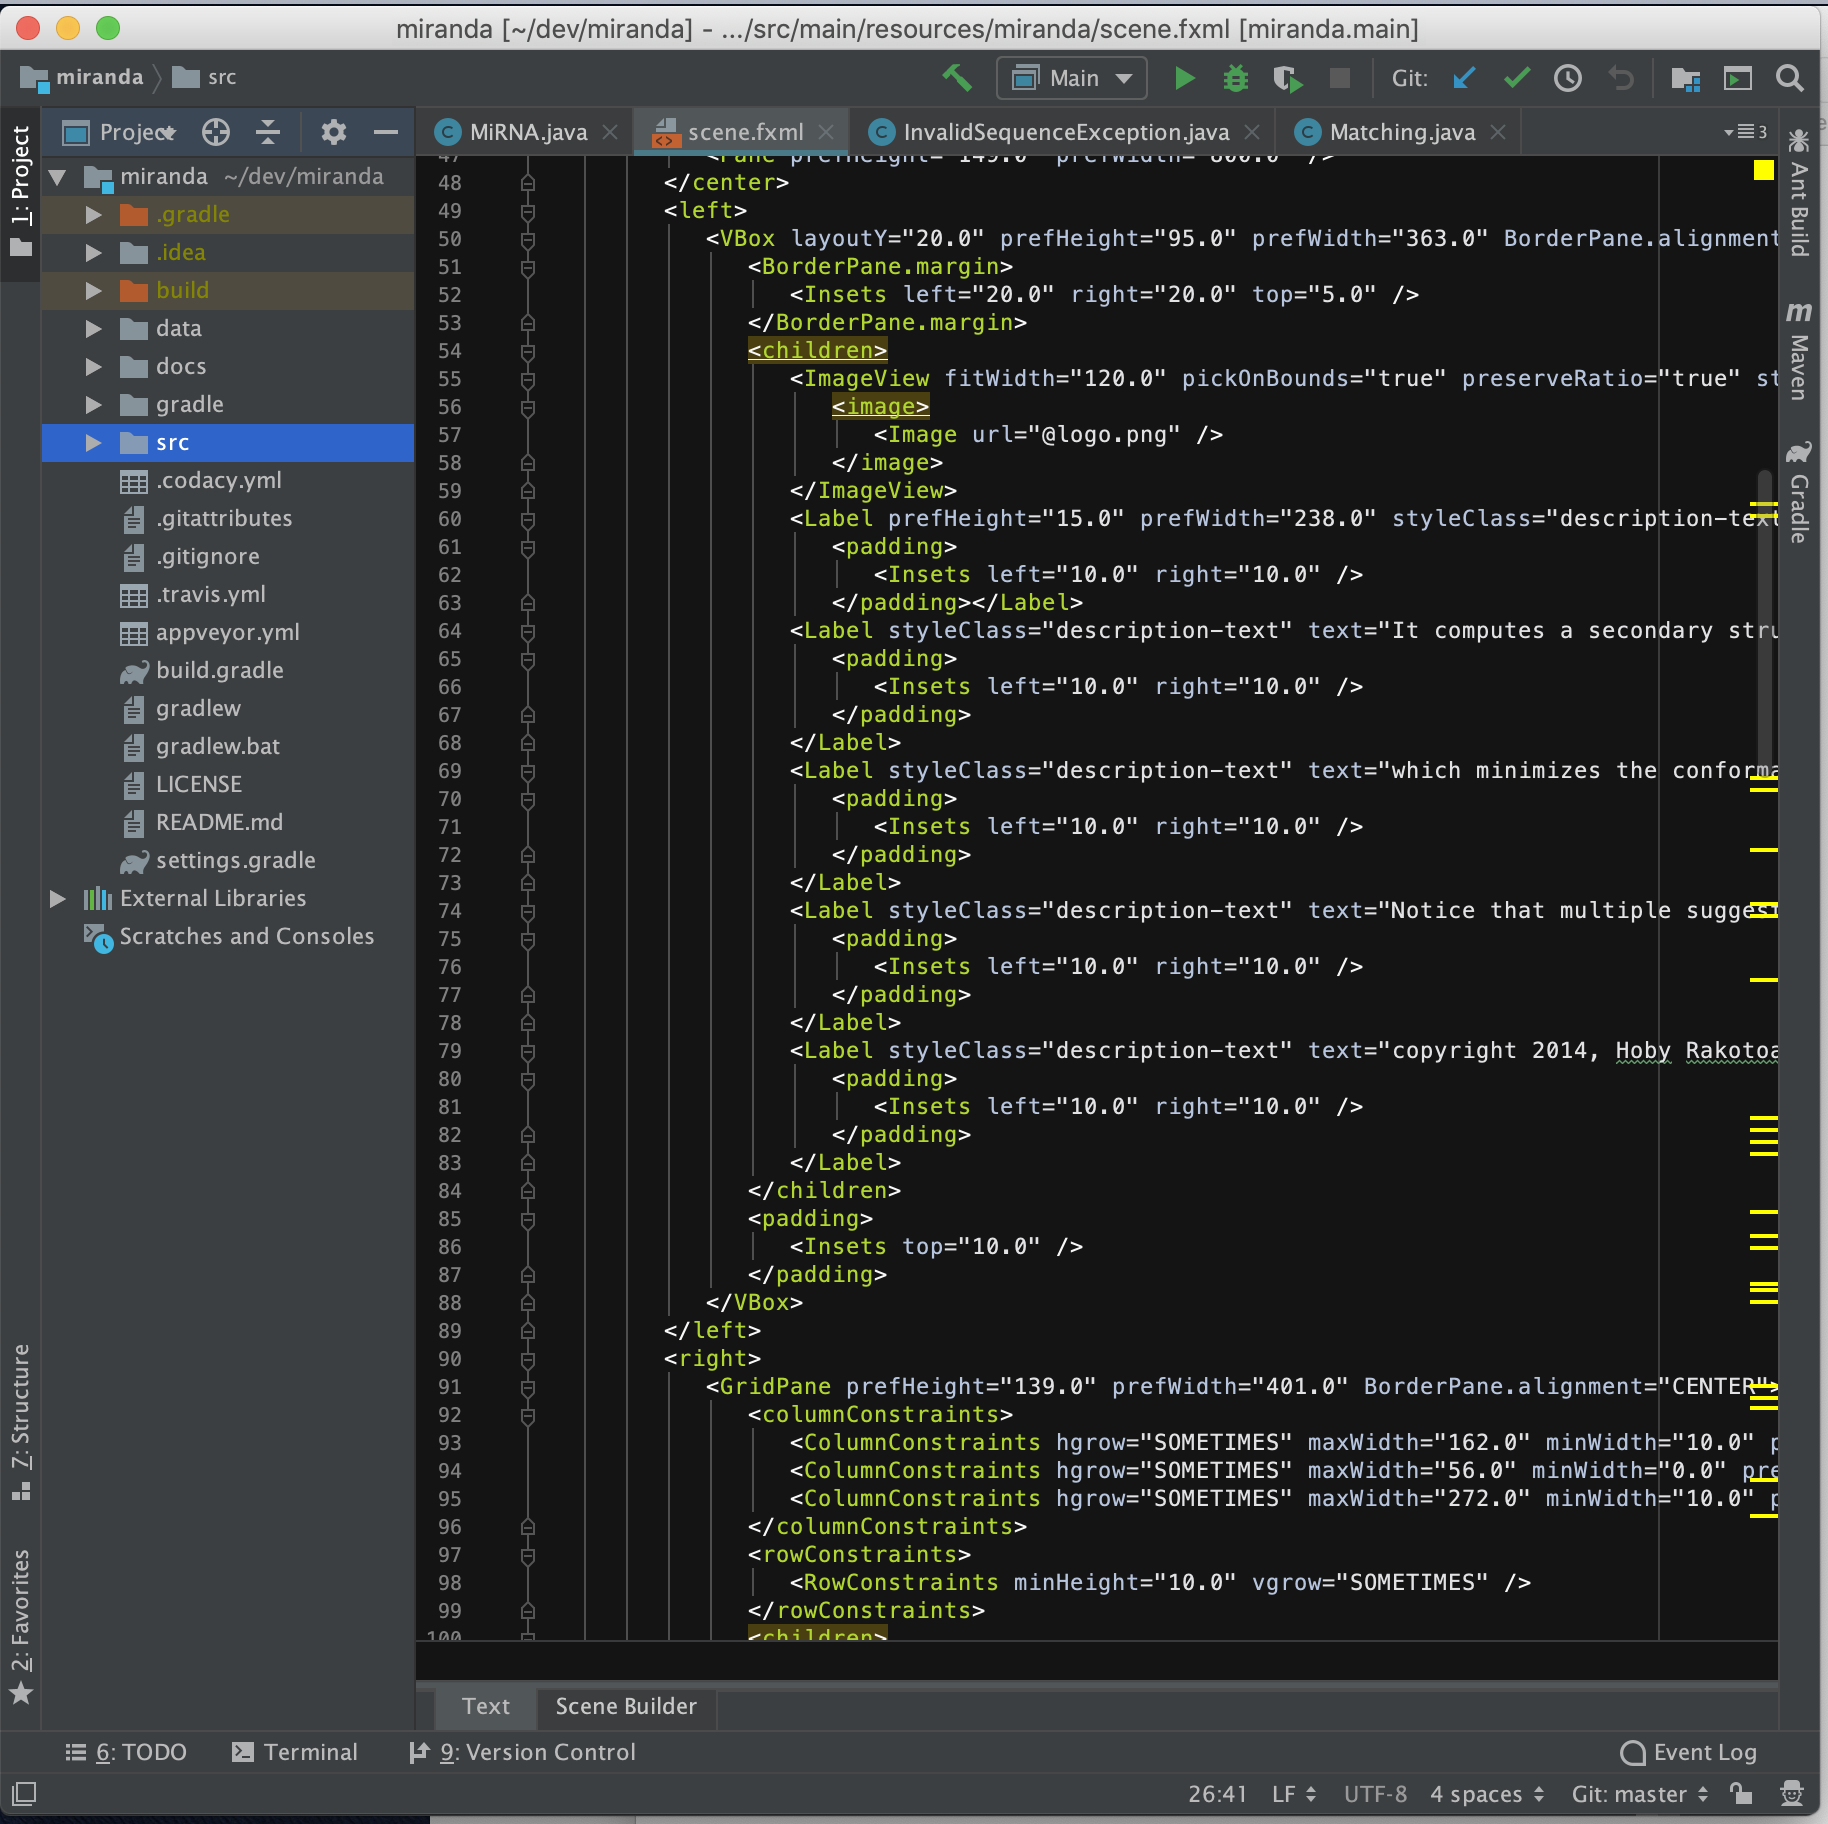 miranda [~/dev/miranda] - .../src/main/resources/miranda/scene.fxml [miranda.main]
miranda src Main Git:
Project MiRNA.java scene.fxml InvalidSequenceException.java Matching.java 3
1: Project
7: Structure
2: Favorites
miranda ~/dev/miranda
.gradle
.idea
build
data
docs
gradle
src
.codacy.yml
.gitattributes
.gitignore
.travis.yml
appveyor.yml
build.gradle
gradlew
gradlew.bat
LICENSE
README.md
settings.gradle
External Libraries
Scratches and Consoles
47 <Pane prefHeight="149.0" prefWidth="800.0" />
48 </center>
49 <left>
50 <VBox layoutY="20.0" prefHeight="95.0" prefWidth="363.0" BorderPane.alignment
51 <BorderPane.margin>
52 <Insets left="20.0" right="20.0" top="5.0" />
53 </BorderPane.margin>
54 <children>
55 <ImageView fitWidth="120.0" pickOnBounds="true" preserveRatio="true" st
56 <image>
57 <Image url="@logo.png" />
58 </image>
59 </ImageView>
60 <Label prefHeight="15.0" prefWidth="238.0" styleClass="description-text
61 <padding>
62 <Insets left="10.0" right="10.0" />
63 </padding></Label>
64 <Label styleClass="description-text" text="It computes a secondary stru
65 <padding>
66 <Insets left="10.0" right="10.0" />
67 </padding>
68 </Label>
69 <Label styleClass="description-text" text="which minimizes the conforma
70 <padding>
71 <Insets left="10.0" right="10.0" />
72 </padding>
73 </Label>
74 <Label styleClass="description-text" text="Notice that multiple suggest
75 <padding>
76 <Insets left="10.0" right="10.0" />
77 </padding>
78 </Label>
79 <Label styleClass="description-text" text="copyright 2014, Hoby Rakotoa
80 <padding>
81 <Insets left="10.0" right="10.0" />
82 </padding>
83 </Label>
84 </children>
85 <padding>
86 <Insets top="10.0" />
87 </padding>
88 </VBox>
89 </left>
90 <right>
91 <GridPane prefHeight="139.0" prefWidth="401.0" BorderPane.alignment="CENTER">
92 <columnConstraints>
93 <ColumnConstraints hgrow="SOMETIMES" maxWidth="162.0" minWidth="10.0" p
94 <ColumnConstraints hgrow="SOMETIMES" maxWidth="56.0" minWidth="0.0" pre
95 <ColumnConstraints hgrow="SOMETIMES" maxWidth="272.0" minWidth="10.0" p
96 </columnConstraints>
97 <rowConstraints>
98 <RowConstraints minHeight="10.0" vgrow="SOMETIMES" />
99 </rowConstraints>
100 <children>
Ant Build
m Maven
Gradle
Text Scene Builder
6: TODO Terminal 9: Version Control Event Log
26:41 LF UTF-8 4 spaces Git: master